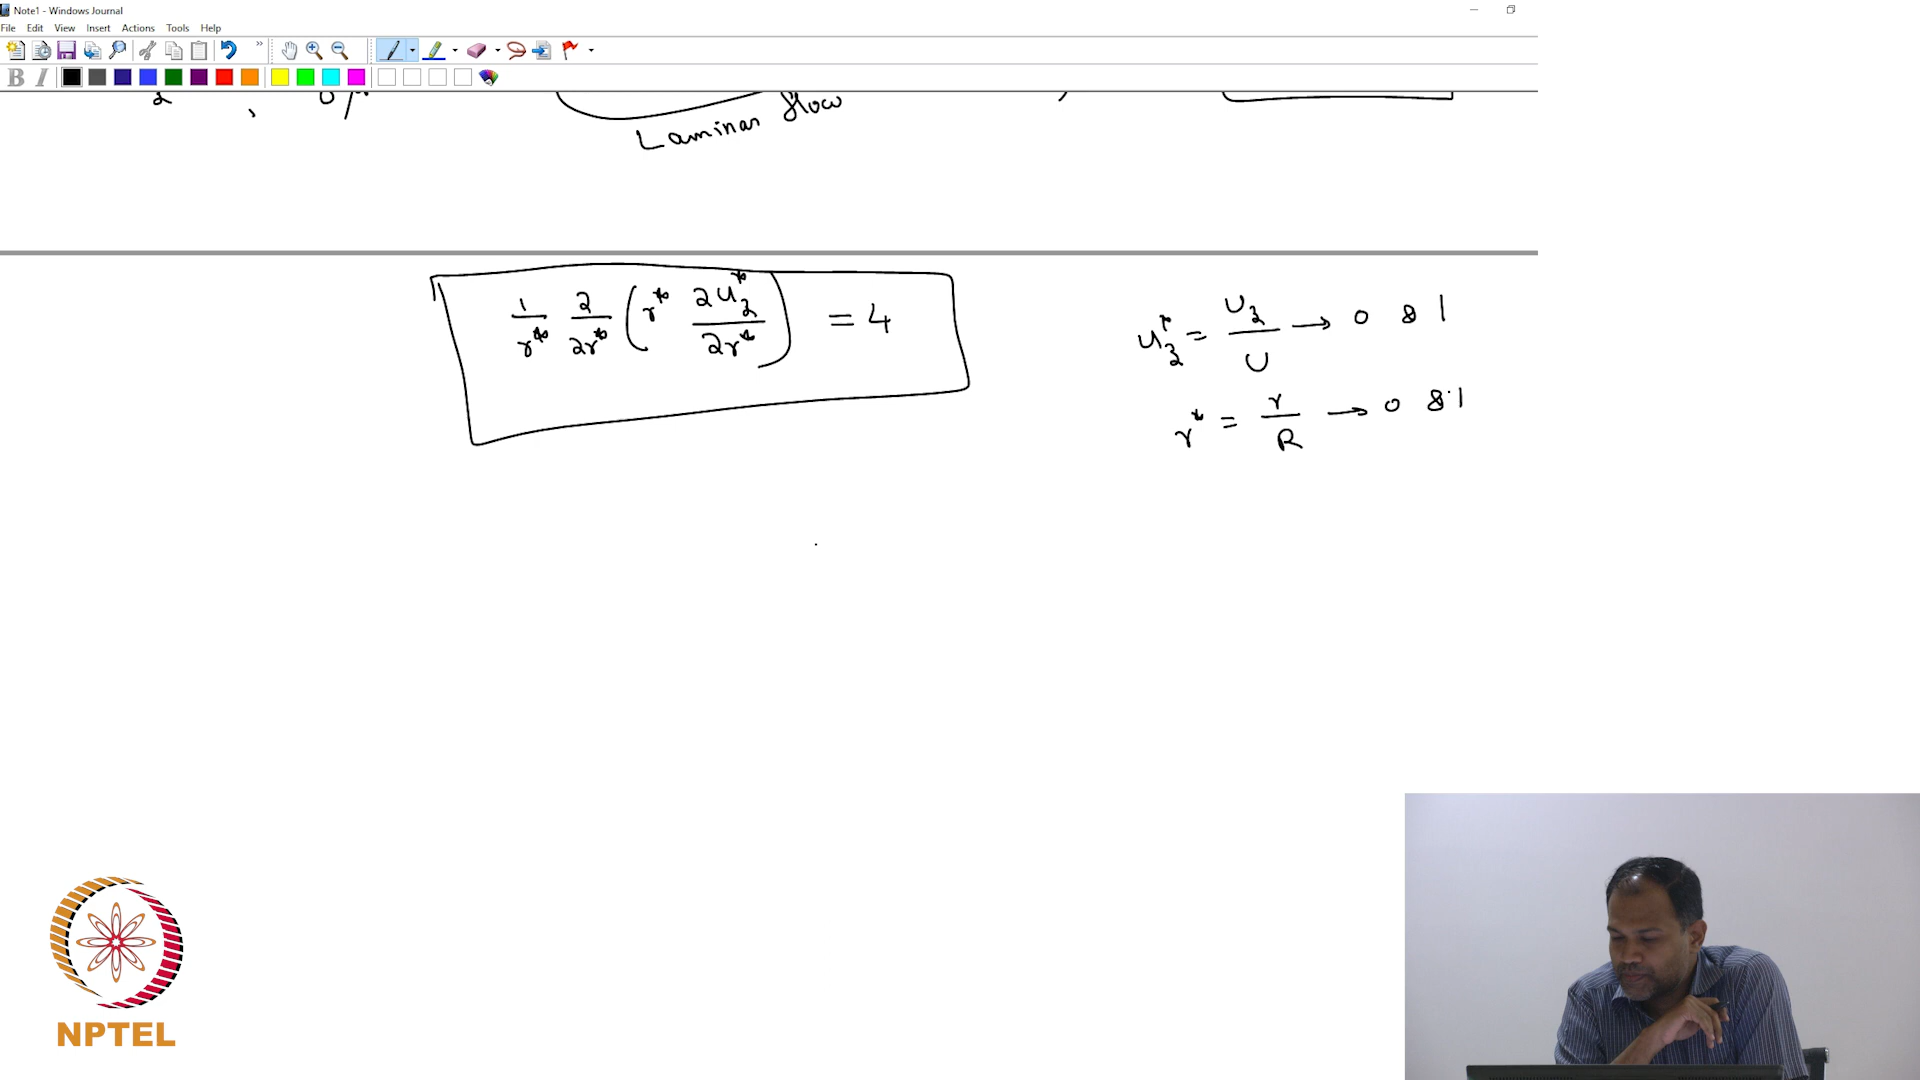 Note1 - Windows Journal
File Edit View Insert Actions Tools Help
B I
Laminar flow
1/r* ∂/∂r* (r* ∂u_z*/∂r*) = 4
u_z* = u_z/U → 0 & 1
r* = r/R → 0 & 1
NPTEL